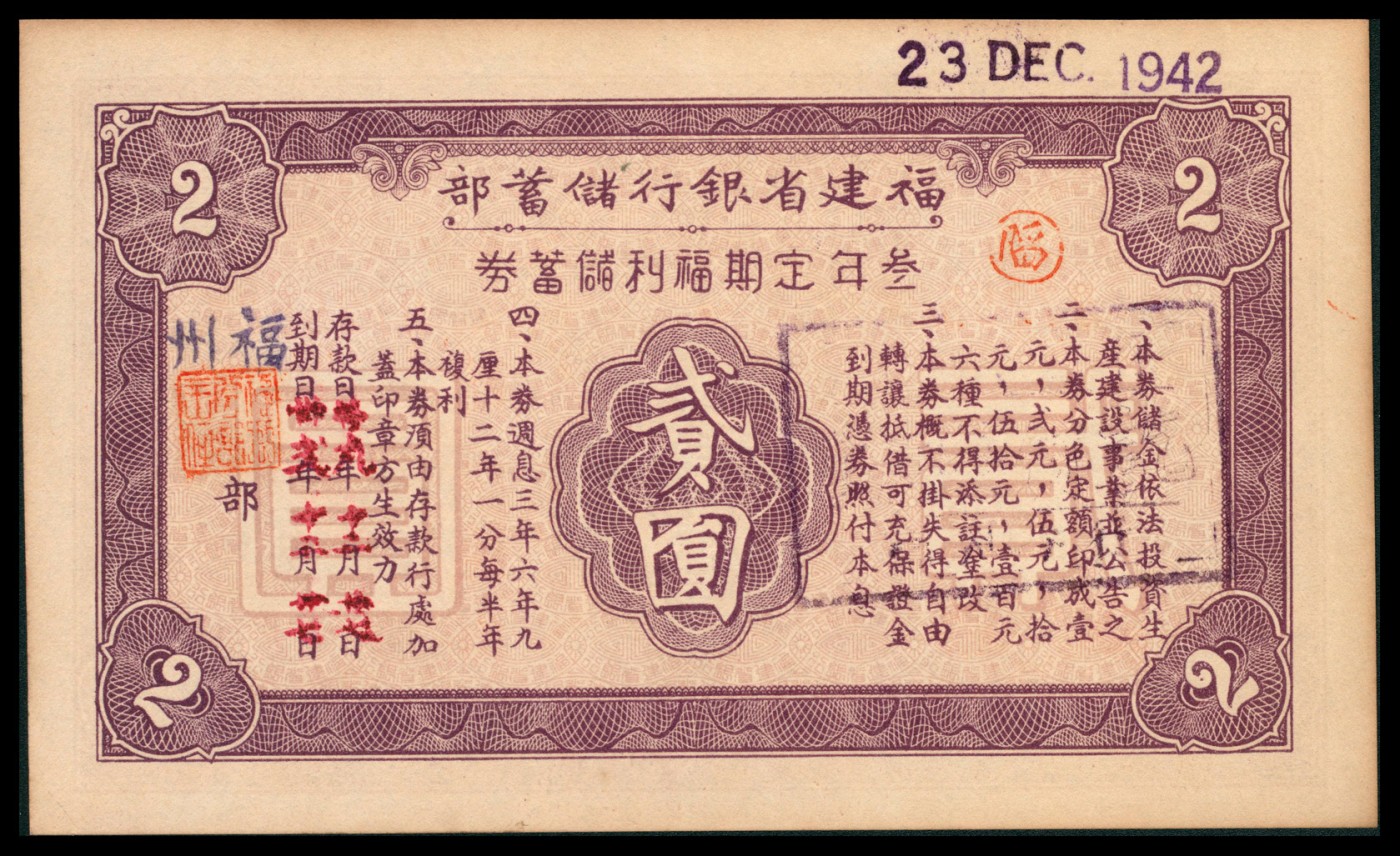 23 DEC. 1942
2
2
福建省銀行儲蓄部
叁年定期福利儲蓄券
一、本券儲金依法投資生
產建設事業並公告之
二、本券分色定額印成壹
元，弍元，伍元，拾
元，伍拾元，壹百元
六種不得添註塗改
三、本券概不掛失得自由
轉讓抵借可充保證金
到期憑券照付本息
貳圓
四、本券週息三年六年九
厘十二年一分每半年
複利
五、本券須由存款行處加
蓋印章方生效力
存款日 年 月 日
到期日 年 月 日
福州
部
2
2